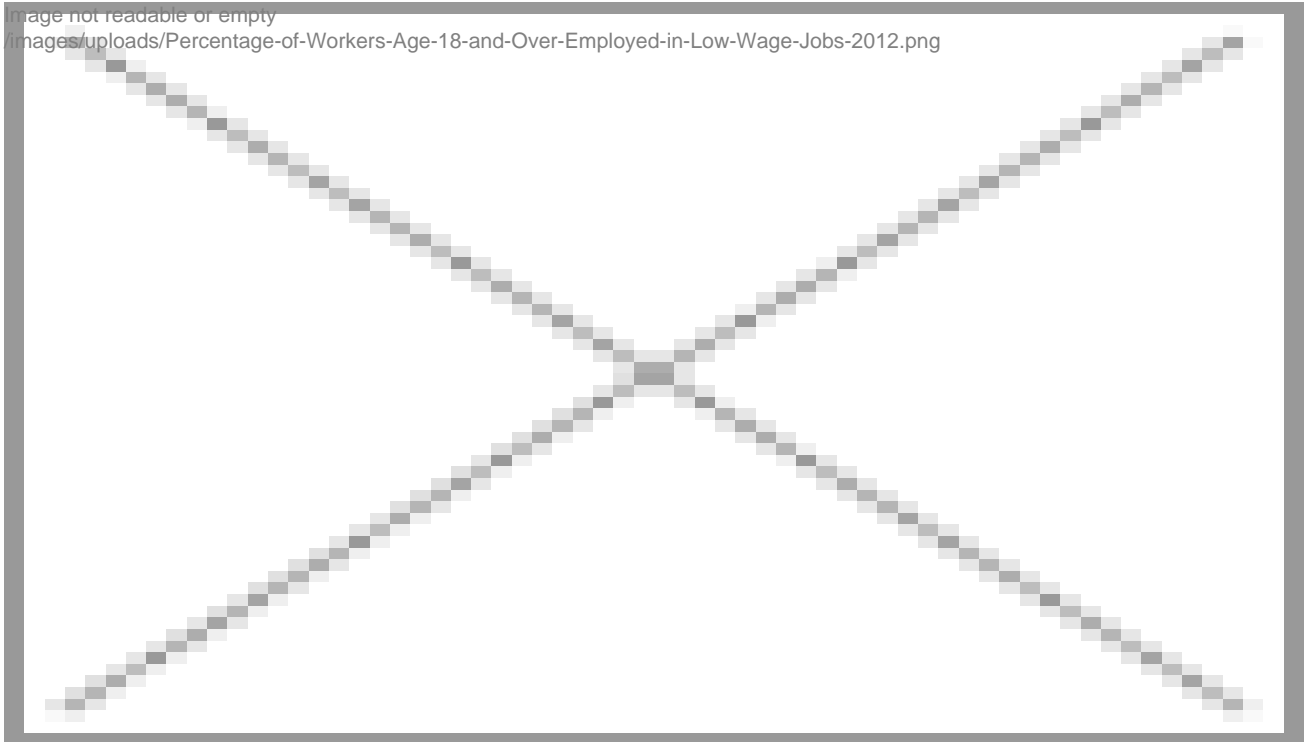 Image not readable or empty
/images/uploads/Percentage-of-Workers-Age-18-and-Over-Employed-in-Low-Wage-Jobs-2012.png